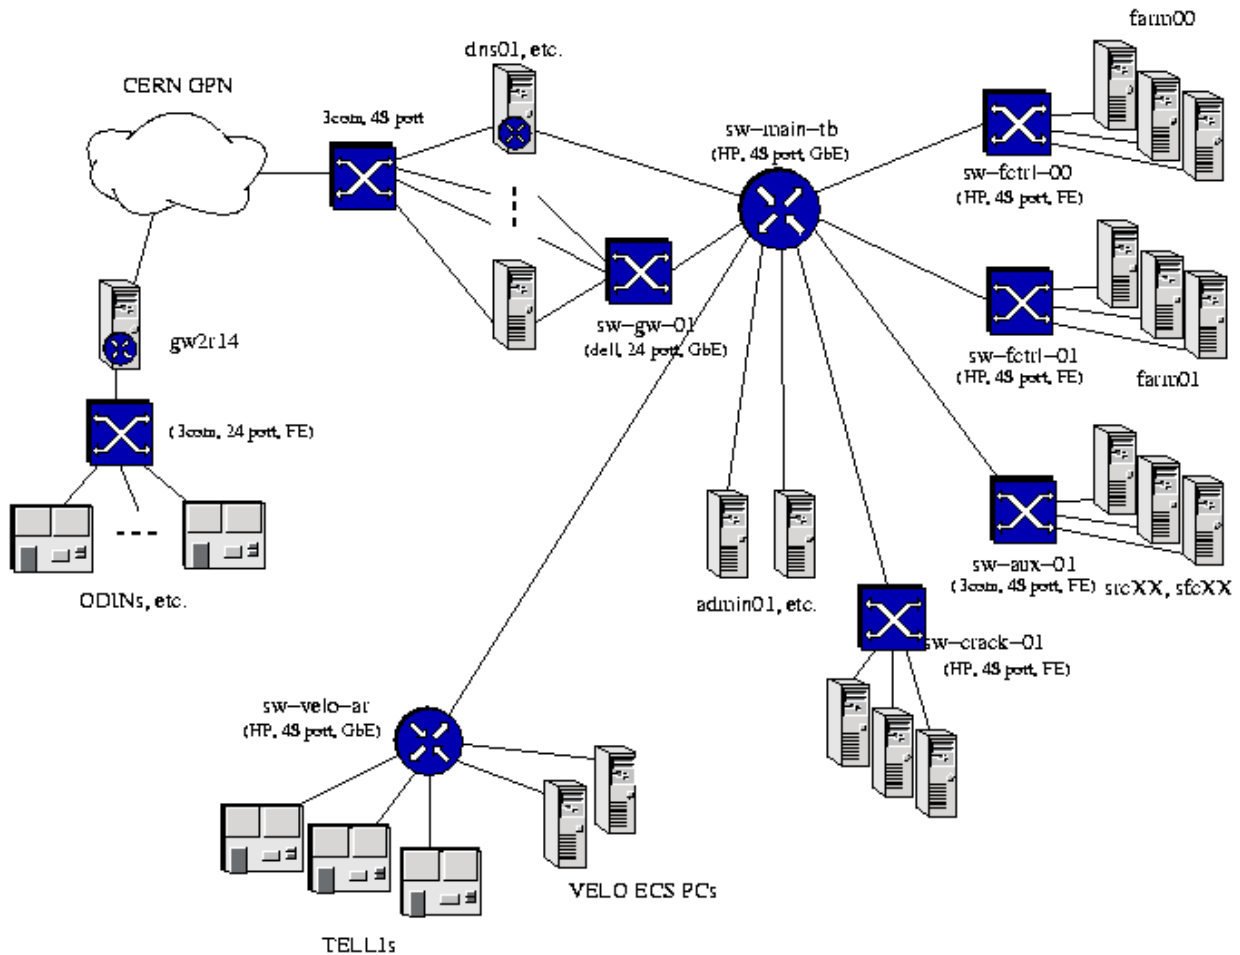 farm00
dns01, etc.
CERN GPN
3com, 48 port
sw-main-tb
(HP, 48 port, GbE)
sw-fctrl-00
(HP, 48 port, FE)
sw-gw-01
(dell, 24 port, GbE)
gw2r14
sw-fctrl-01
(HP, 48 port, FE)
farm01
(3com, 24 port, FE)
sw-aux-01
(3com, 48 port, FE)
srcXX, sfcXX
ODINs, etc.
admin01, etc.
sw-crack-01
(HP, 48 port, FE)
sw-velo-ar
(HP, 48 port, GbE)
VELO ECS PCs
TELL1s